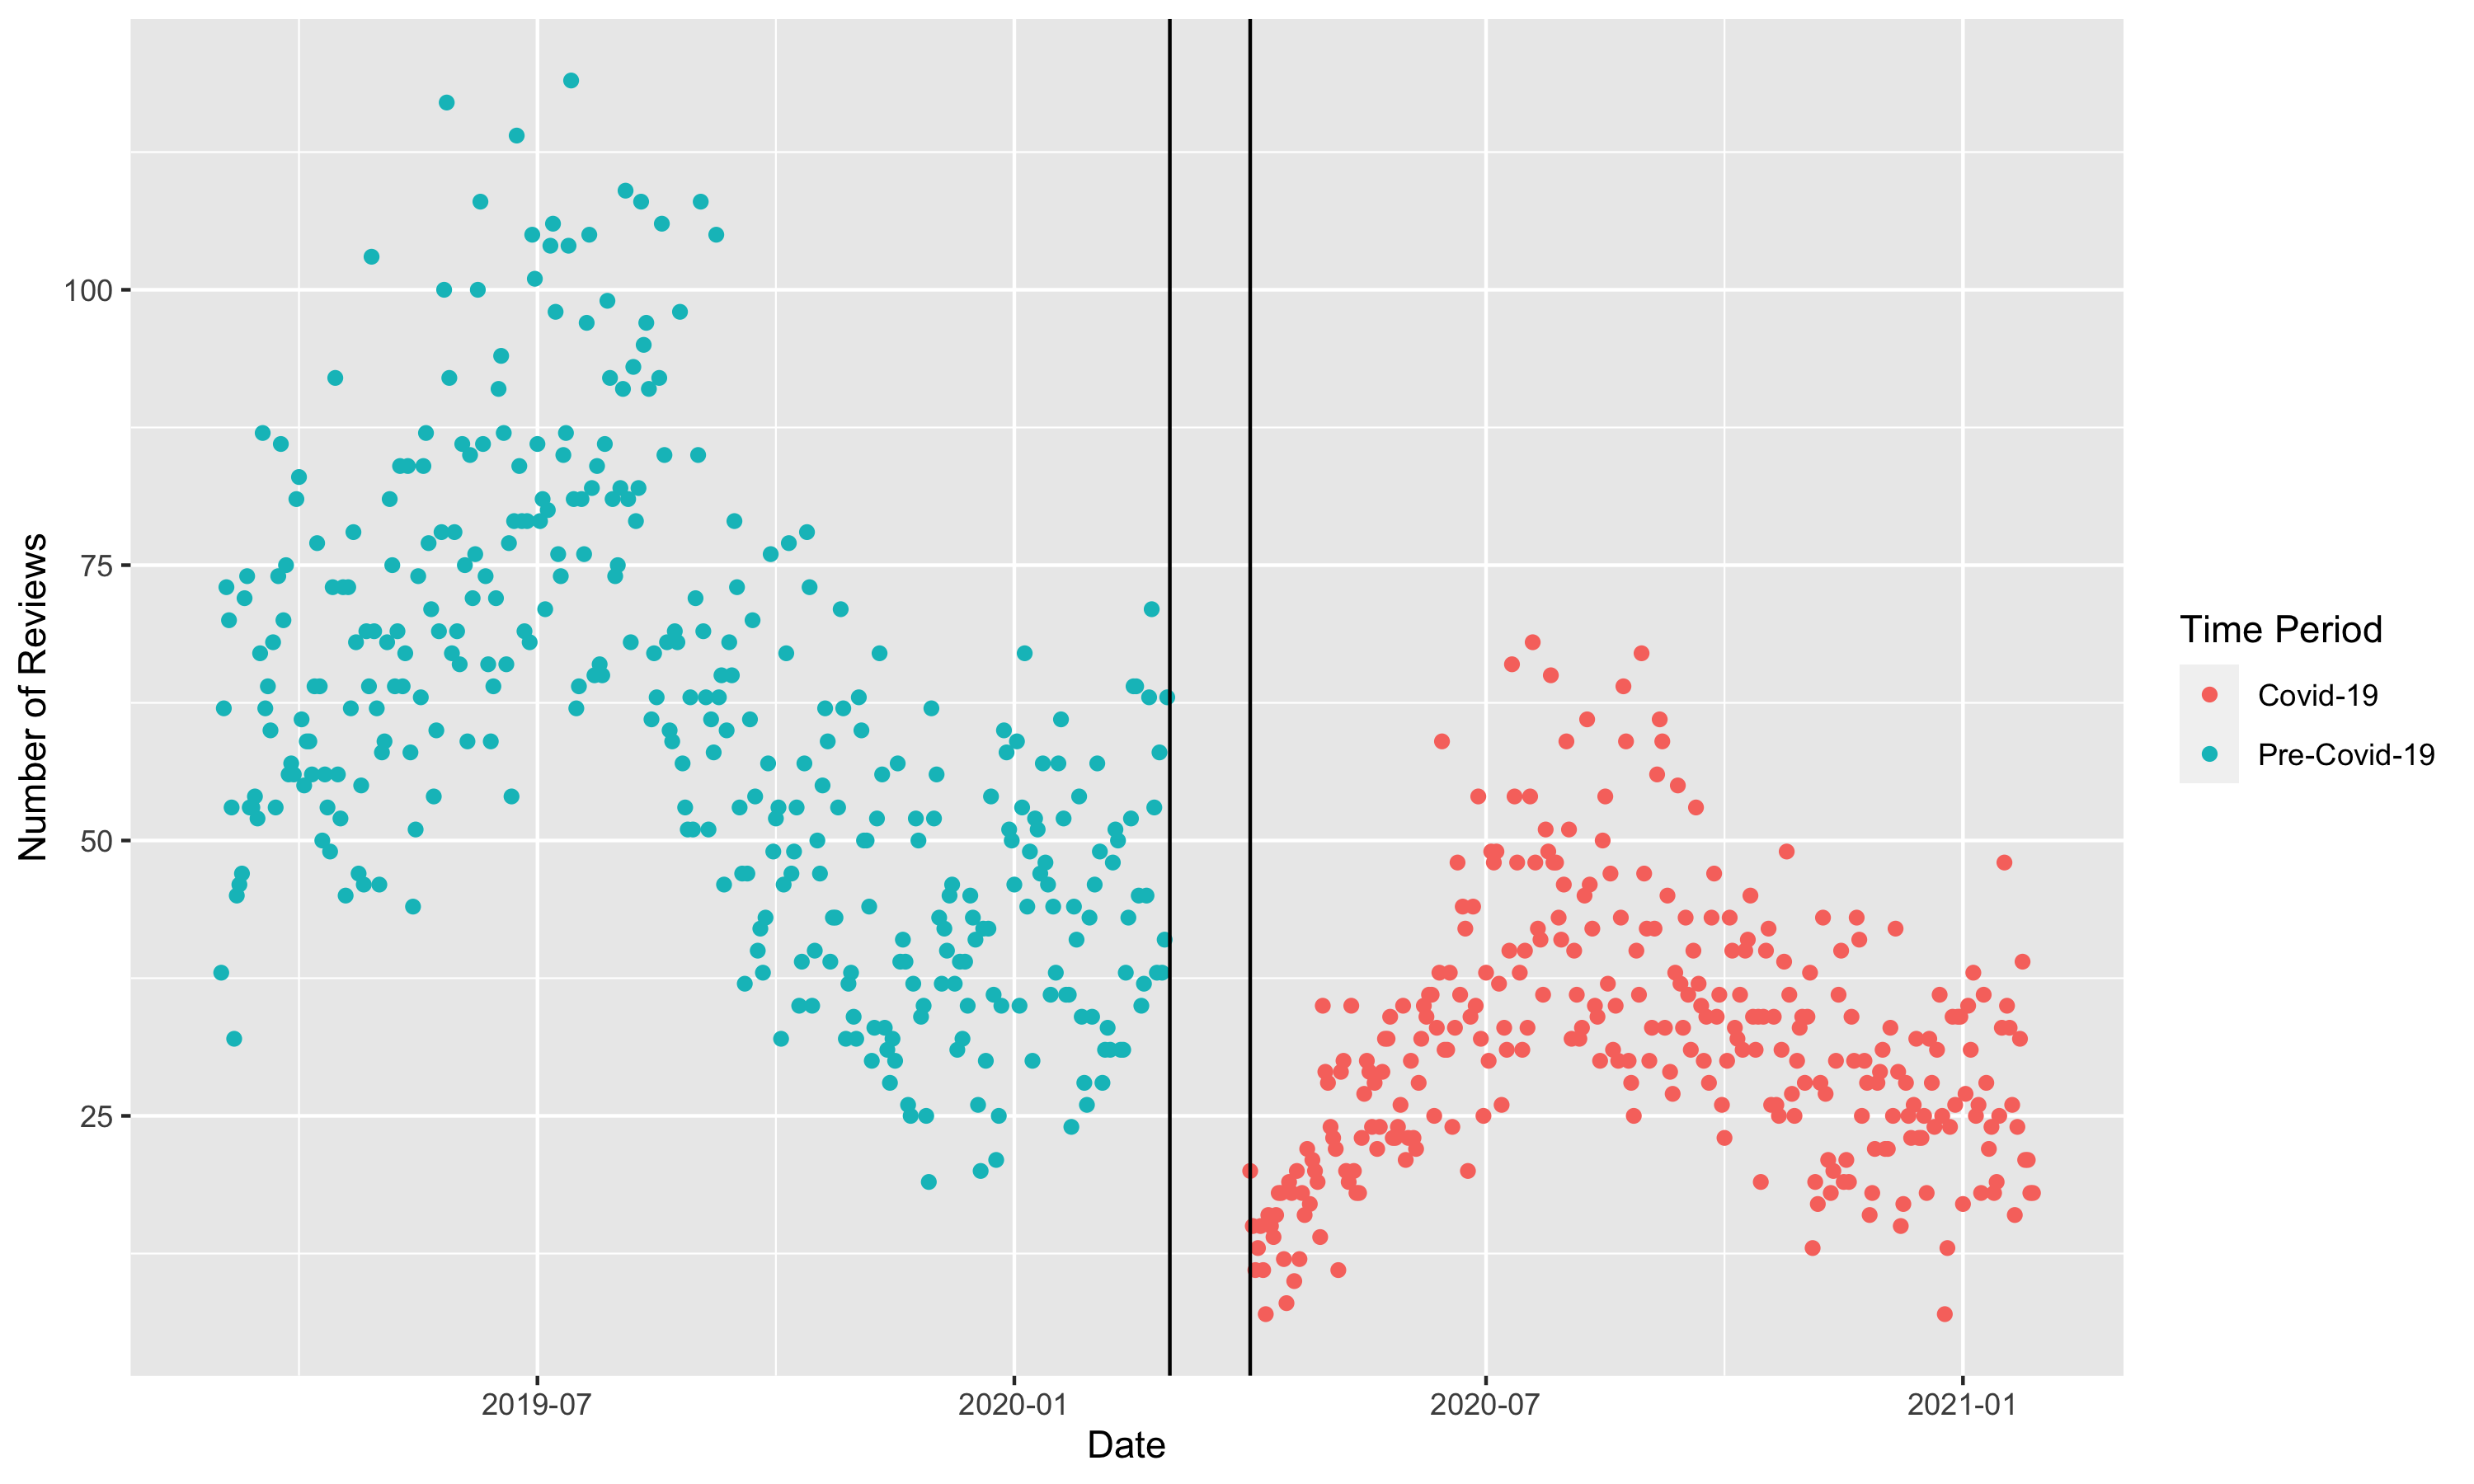 Number of Reviews
100
75
50
25
2019-07
2020-01
2020-07
2021-01
Date
Time Period
Covid-19
Pre-Covid-19